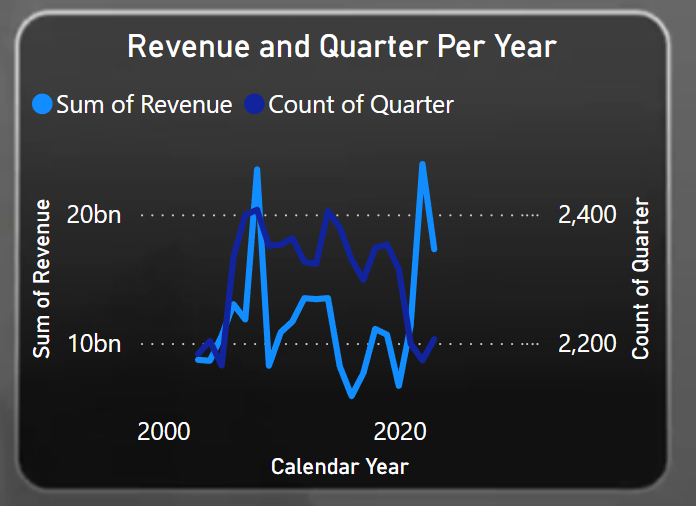 Revenue and Quarter Per Year
Sum of Revenue Count of Quarter
Sum of Revenue
20bn
10bn
2,400
2,200
Count of Quarter
2000 2020
Calendar Year